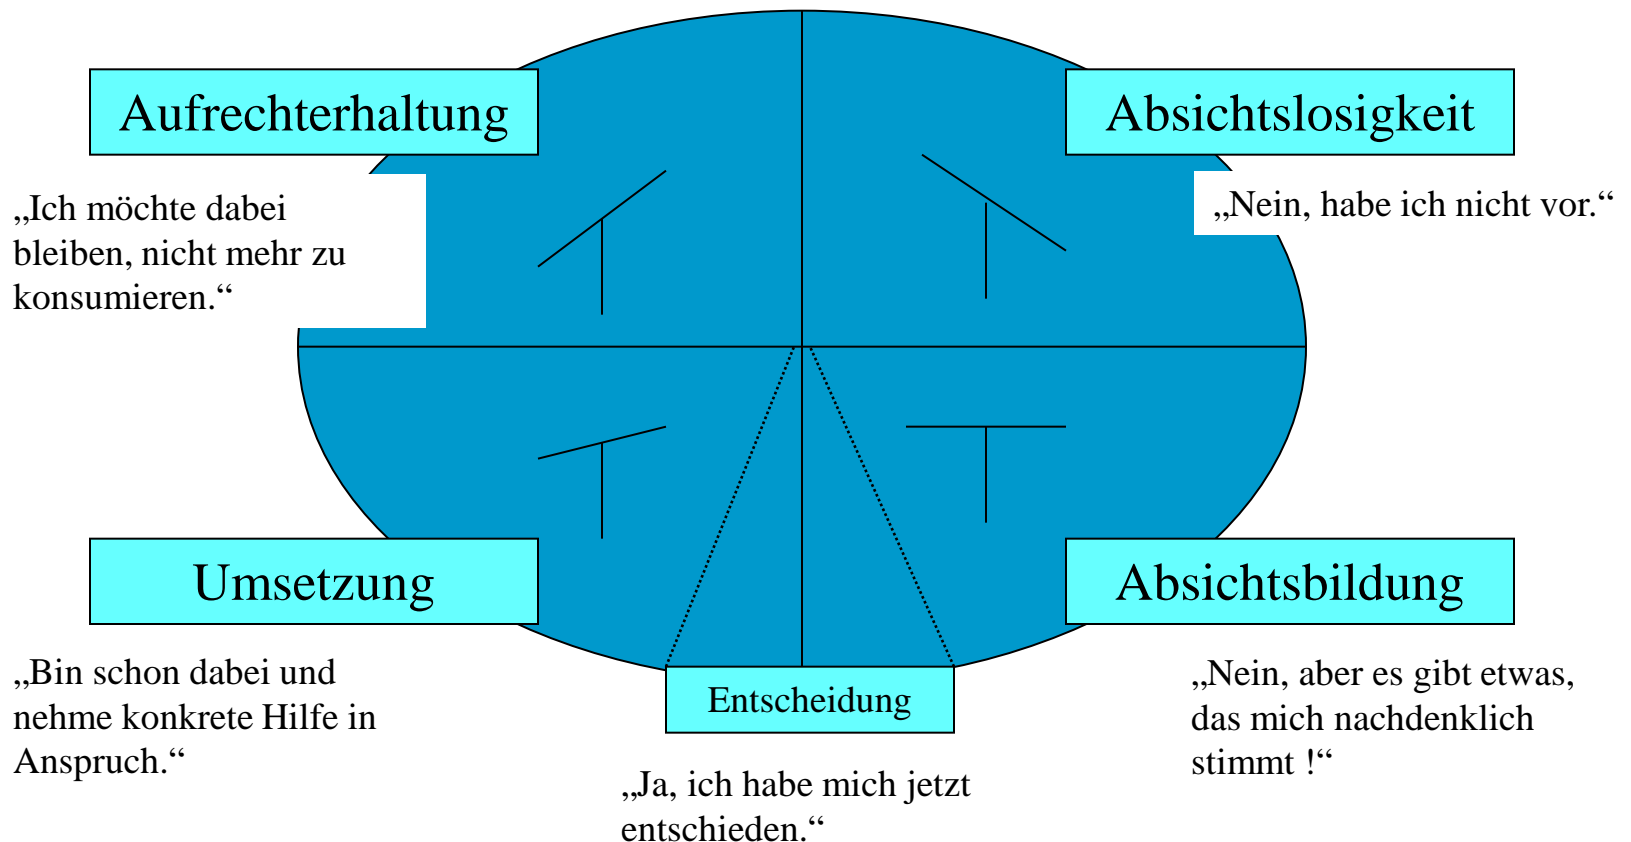 Aufrechterhaltung
Absichtslosigkeit
„Ich möchte dabei
bleiben, nicht mehr zu
konsumieren.“
„Nein, habe ich nicht vor.“
Umsetzung
Absichtsbildung
„Bin schon dabei und
nehme konkrete Hilfe in
Anspruch.“
Entscheidung
„Ja, ich habe mich jetzt
entschieden.“
„Nein, aber es gibt etwas,
das mich nachdenklich
stimmt !“